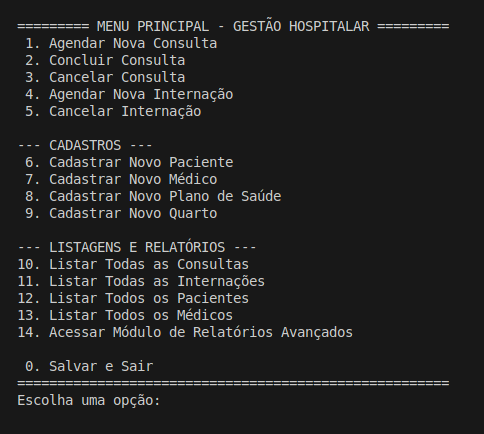 ========= MENU PRINCIPAL - GESTÃO HOSPITALAR =========
 1. Agendar Nova Consulta
 2. Concluir Consulta
 3. Cancelar Consulta
 4. Agendar Nova Internação
 5. Cancelar Internação

--- CADASTROS ---
 6. Cadastrar Novo Paciente
 7. Cadastrar Novo Médico
 8. Cadastrar Novo Plano de Saúde
 9. Cadastrar Novo Quarto

--- LISTAGENS E RELATÓRIOS ---
10. Listar Todas as Consultas
11. Listar Todas as Internações
12. Listar Todos os Pacientes
13. Listar Todos os Médicos
14. Acessar Módulo de Relatórios Avançados

 0. Salvar e Sair
======================================================
Escolha uma opção: